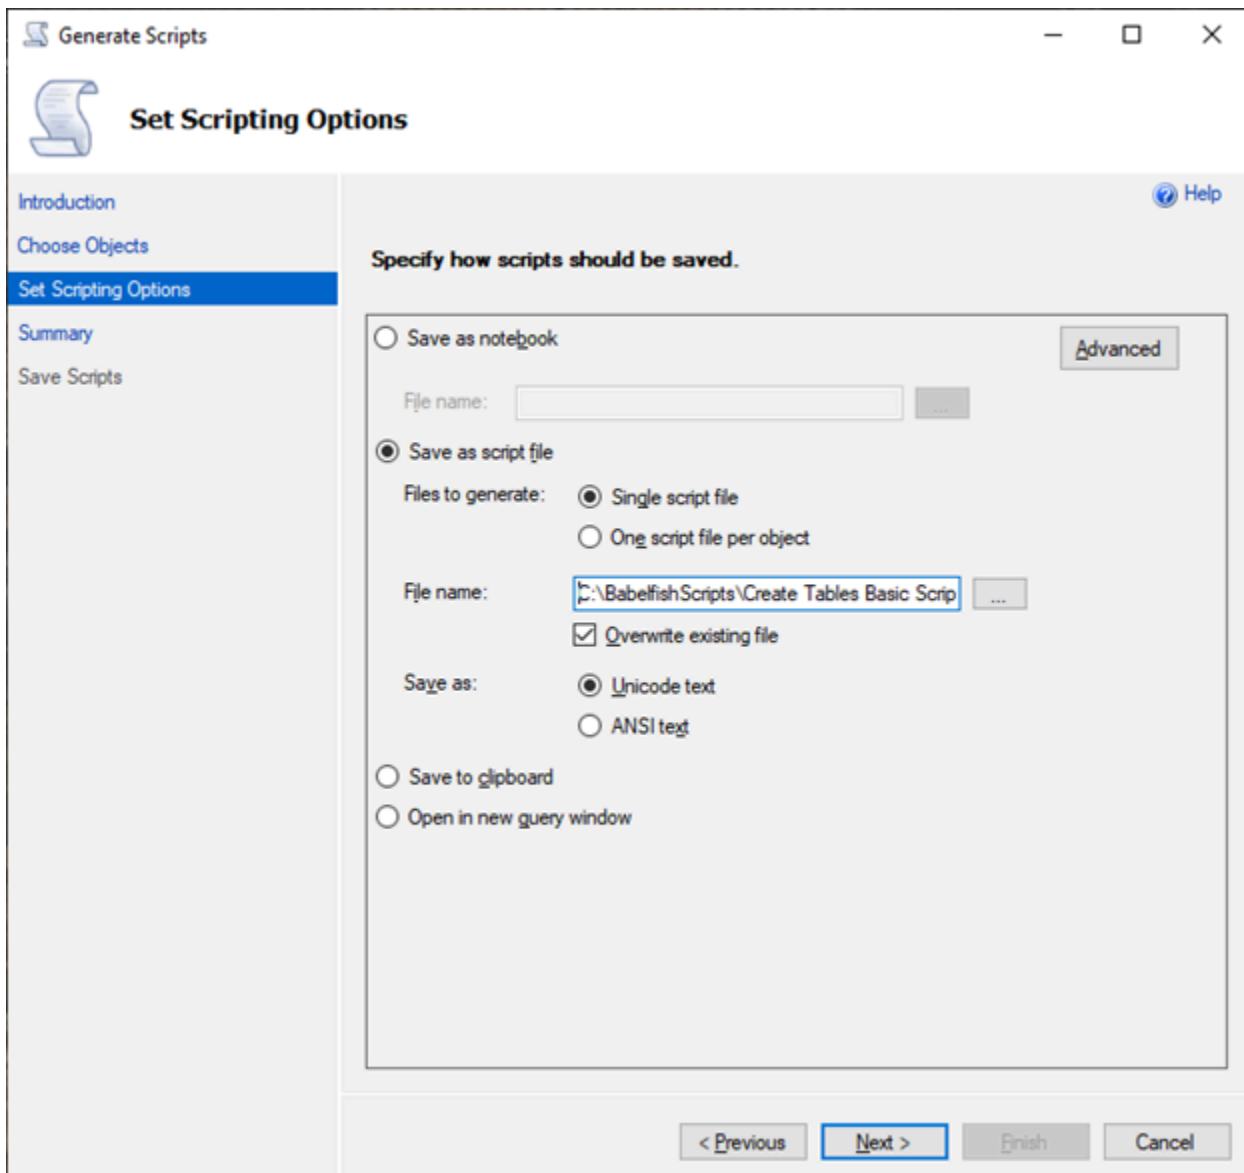 Generate Scripts
Set Scripting Options
Introduction
Choose Objects
Set Scripting Options
Summary
Save Scripts
Help
Specify how scripts should be saved.
Save as notebook
Advanced
File name:
...
Save as script file
Files to generate:
Single script file
One script file per object
File name:
C:\BabelfishScripts\Create Tables Basic Scrip
...
Overwrite existing file
Save as:
Unicode text
ANSI text
Save to clipboard
Open in new query window
< Previous
Next >
Finish
Cancel